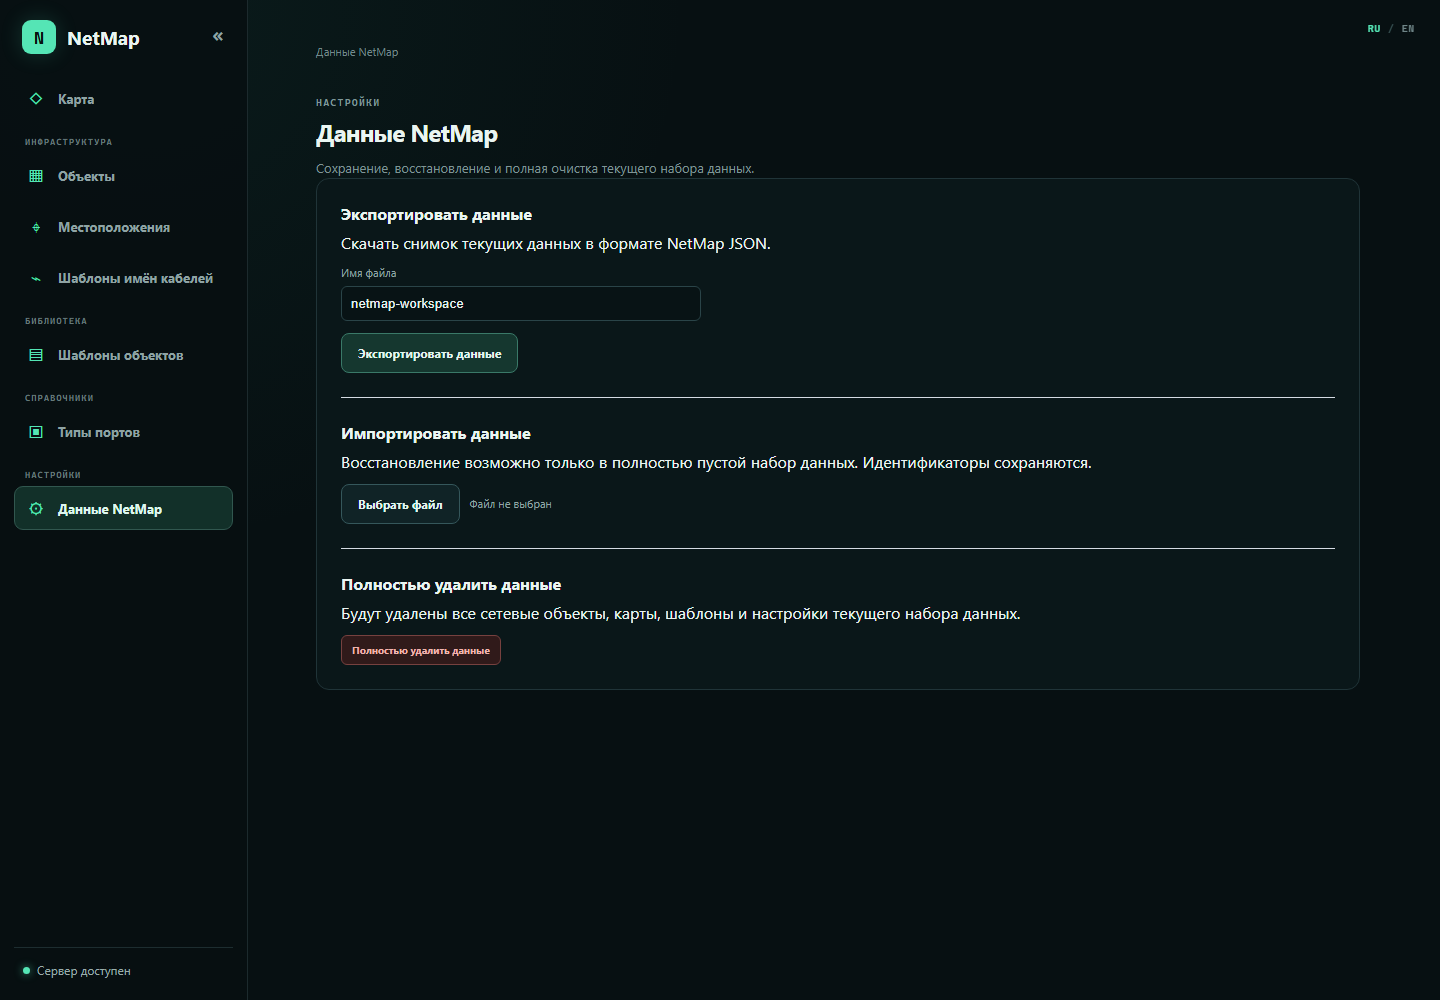 N NetMap «
RU / EN
Карта
ИНФРАСТРУКТУРА
Объекты
Местоположения
Шаблоны имён кабелей
БИБЛИОТЕКА
Шаблоны объектов
СПРАВОЧНИКИ
Типы портов
НАСТРОЙКИ
Данные NetMap
Сервер доступен
Данные NetMap
НАСТРОЙКИ
Данные NetMap
Сохранение, восстановление и полная очистка текущего набора данных.
Экспортировать данные
Скачать снимок текущих данных в формате NetMap JSON.
Имя файла
netmap-workspace
Экспортировать данные
Импортировать данные
Восстановление возможно только в полностью пустой набор данных. Идентификаторы сохраняются.
Выбрать файл Файл не выбран
Полностью удалить данные
Будут удалены все сетевые объекты, карты, шаблоны и настройки текущего набора данных.
Полностью удалить данные